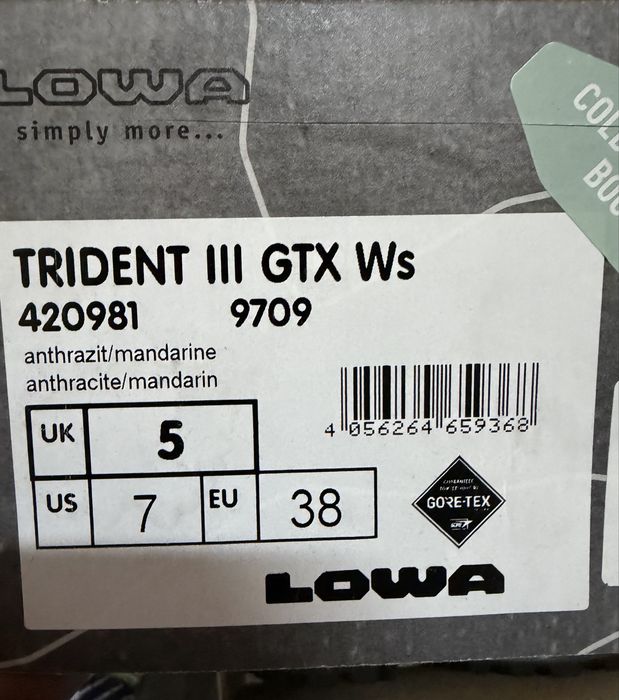 LOWA
simply more...
TRIDENT III GTX Ws
420981 9709
anthrazit/mandarine
anthracite/mandarin
UK 5
US 7 EU 38
4 056264 659368
GORE-TEX
LOWA